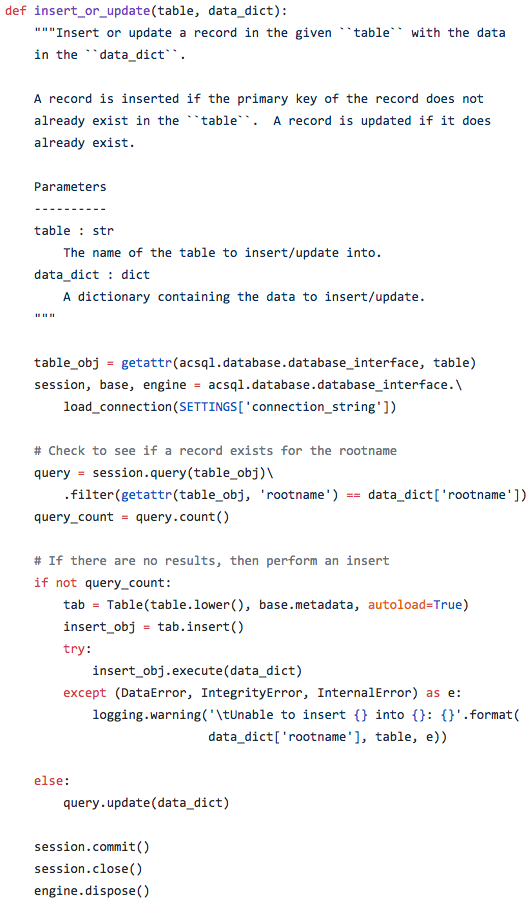 def insert_or_update(table, data_dict):
    """Insert or update a record in the given ``table`` with the data
    in the ``data_dict``.

    A record is inserted if the primary key of the record does not
    already exist in the ``table``.  A record is updated if it does
    already exist.

    Parameters
    ----------
    table : str
        The name of the table to insert/update into.
    data_dict : dict
        A dictionary containing the data to insert/update.
    """

    table_obj = getattr(acsql.database.database_interface, table)
    session, base, engine = acsql.database.database_interface.\
        load_connection(SETTINGS['connection_string'])

    # Check to see if a record exists for the rootname
    query = session.query(table_obj)\
        .filter(getattr(table_obj, 'rootname') == data_dict['rootname'])
    query_count = query.count()

    # If there are no results, then perform an insert
    if not query_count:
        tab = Table(table.lower(), base.metadata, autoload=True)
        insert_obj = tab.insert()
        try:
            insert_obj.execute(data_dict)
        except (DataError, IntegrityError, InternalError) as e:
            logging.warning('\tUnable to insert {} into {}: {}'.format(
                            data_dict['rootname'], table, e))

    else:
        query.update(data_dict)

    session.commit()
    session.close()
    engine.dispose()